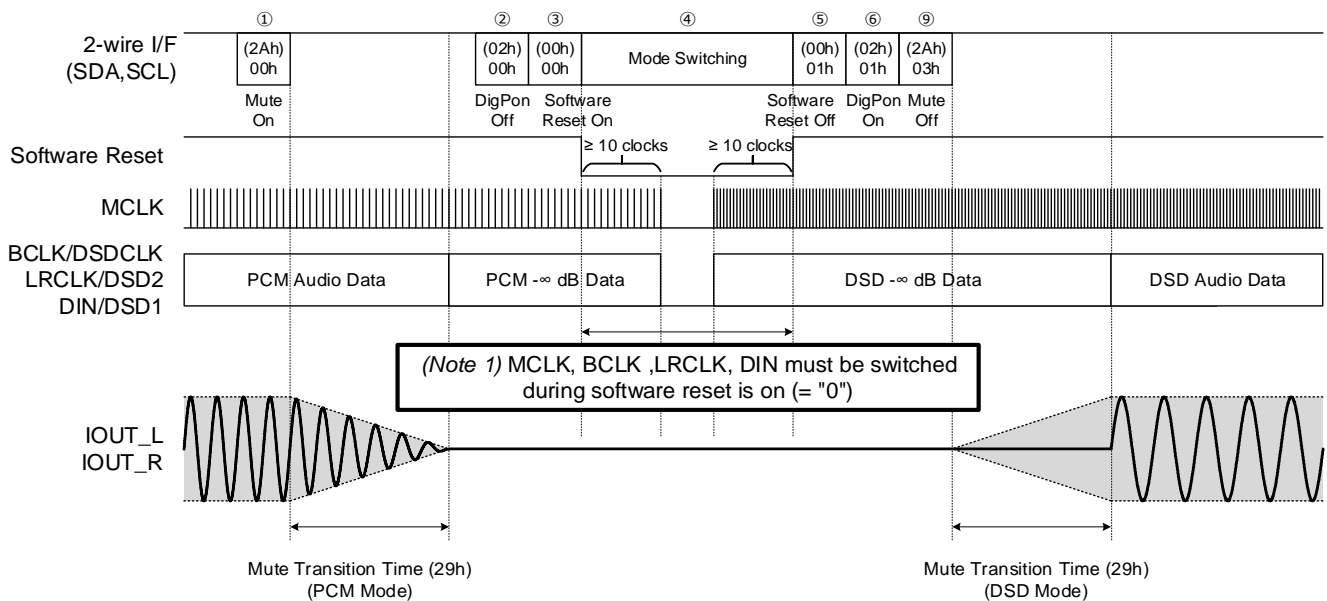 ① ② ③ ④ ⑤ ⑥ ⑨
2-wire I/F
(SDA,SCL)
(2Ah)
00h
(02h)
00h
(00h)
00h
Mode Switching
(00h)
01h
(02h)
01h
(2Ah)
03h
Mute
On
DigPon
Off
Software
Reset On
Software
Reset Off
DigPon
On
Mute
Off
Software Reset
≥ 10 clocks
≥ 10 clocks
MCLK
BCLK/DSDCLK
LRCLK/DSD2
DIN/DSD1
PCM Audio Data
PCM -∞ dB Data
DSD -∞ dB Data
DSD Audio Data
(Note 1) MCLK, BCLK ,LRCLK, DIN must be switched
during software reset is on (= "0")
IOUT_L
IOUT_R
Mute Transition Time (29h)
(PCM Mode)
Mute Transition Time (29h)
(DSD Mode)